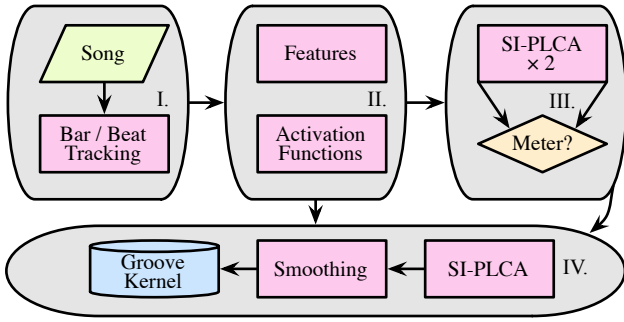 Song
I.
Bar / Beat
Tracking
Features
II.
Activation
Functions
SI-PLCA
× 2
III.
Meter?
Groove
Kernel
Smoothing
SI-PLCA
IV.